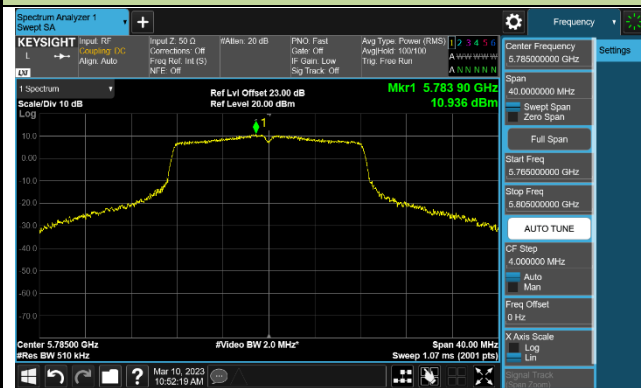 Spectrum Analyzer 1
Swept SA
Frequency
KEYSIGHT
L
LXI
Input: RF
Coupling: DC
Align: Auto
Input Z: 50 Ω
Corrections: Off
Freq Ref: Int (S)
NFE: Off
#Atten: 20 dB
PNO: Fast
Gate: Off
IF Gain: Low
Sig Track: Off
Avg Type: Power (RMS)
Avg|Hold: 100/100
Trig: Free Run
1 2 3 4 5 6
A W W W W W
A N N N N N
Center Frequency
5.785000000 GHz
Settings
Span
40.0000000 MHz
Swept Span
Zero Span
Full Span
Start Freq
5.765000000 GHz
Stop Freq
5.805000000 GHz
AUTO TUNE
CF Step
4.000000 MHz
Auto
Man
Freq Offset
0 Hz
X Axis Scale
Log
Lin
Signal Track
(Span Zoom)
1 Spectrum
Scale/Div 10 dB
Log
Ref Lvl Offset 23.00 dB
Ref Level 20.00 dBm
Mkr1 5.783 90 GHz
10.936 dBm
1
10.0
0.00
-10.0
-20.0
-30.0
-40.0
-50.0
-60.0
-70.0
Center 5.78500 GHz
#Res BW 510 kHz
#Video BW 2.0 MHz*
Span 40.00 MHz
Sweep 1.07 ms (2001 pts)
?
Mar 10, 2023
10:52:19 AM